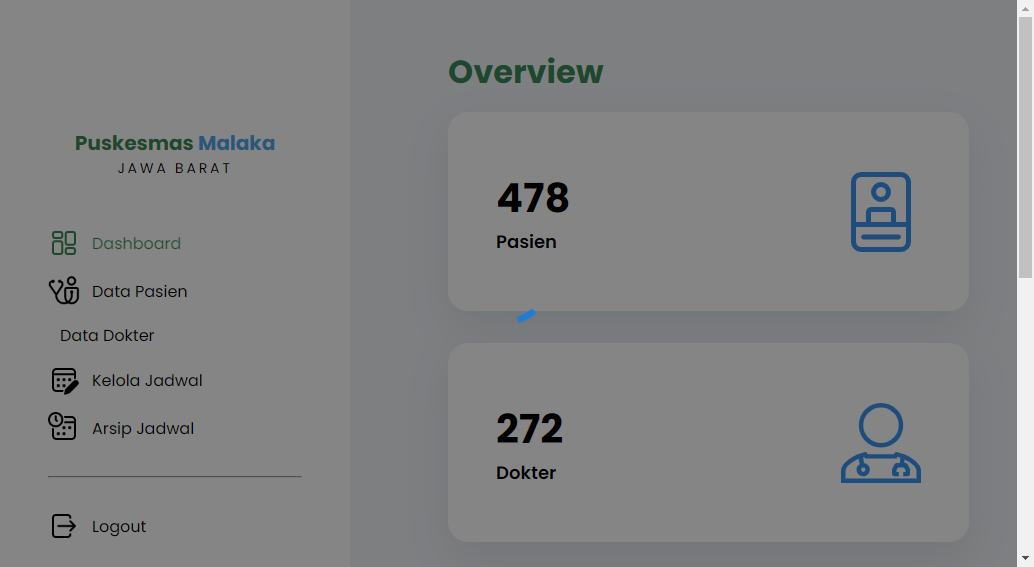 Puskesmas Malaka
JAWA BARAT
Dashboard
Data Pasien
Data Dokter
Kelola Jadwal
Arsip Jadwal
Logout
Overview
478
Pasien
272
Dokter